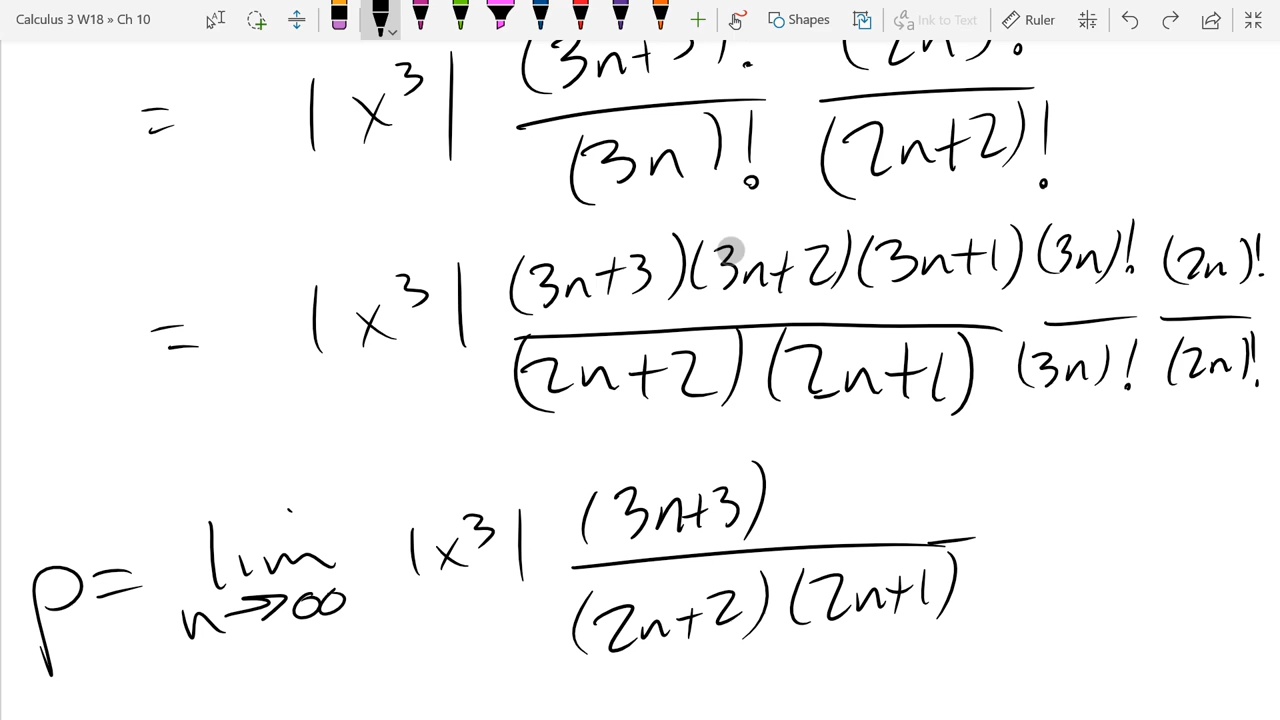 Calculus 3 W18 » Ch 10 Shapes Ink to Text Ruler
= |x³| (3n+3)!/(3n)! (2n)!/(2n+2)!
= |x³| (3n+3)(3n+2)(3n+1)/(2n+2)(2n+1) (3n)!/(3n)! (2n)!/(2n)!
ρ = lim n→∞ |x³| (3n+3)/(2n+2)(2n+1)